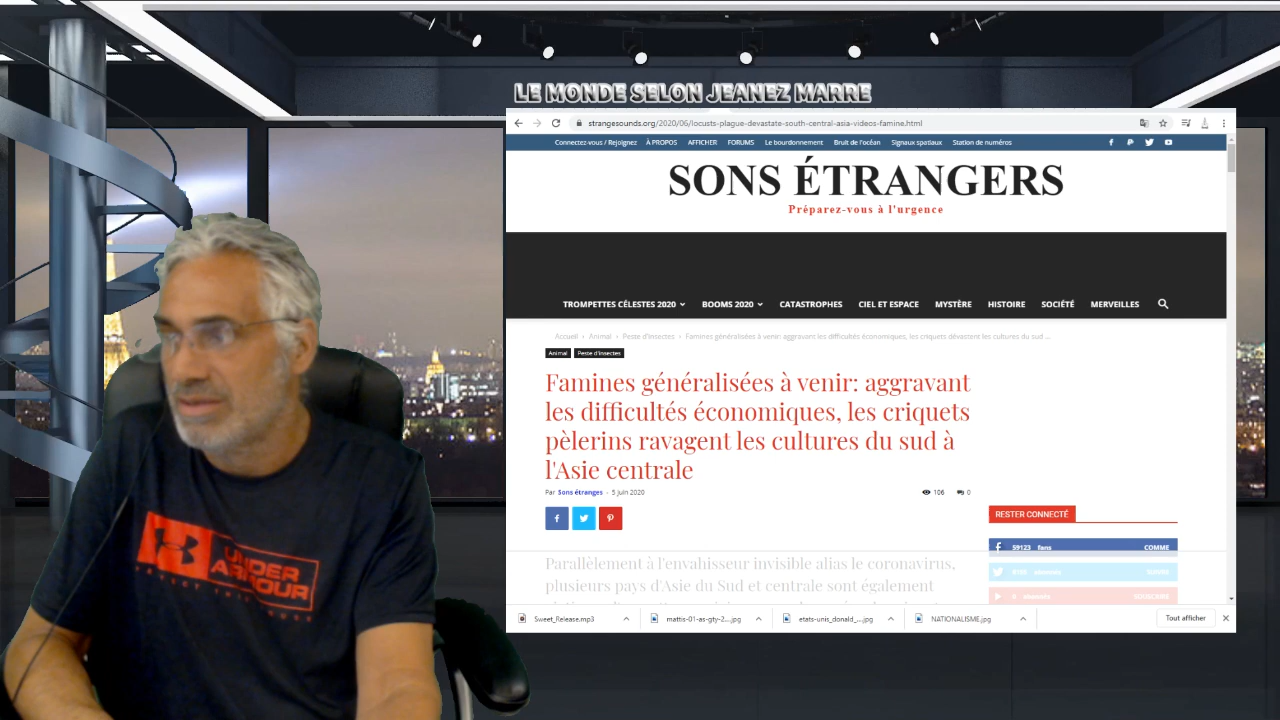 LE MONDE SELON JEANEZ MARRE
strangesounds.org/2020/06/locusts-plague-devastate-south-central-asia-videos-famine.html
Connectez-vous / Rejoignez À PROPOS AFFICHER FORUMS Le bourdonnement Bruit de l'océan Signaux spatiaux Station de numéros
SONS ÉTRANGERS
Préparez-vous à l'urgence
TROMPETTES CÉLESTES 2020 BOOMS 2020 CATASTROPHES CIEL ET ESPACE MYSTÈRE HISTOIRE SOCIÉTÉ MERVEILLES
Accueil › Animal › Peste d'insectes › Famines généralisées à venir: aggravant les difficultés économiques, les criquets dévastent les cultures du sud ...
Animal Peste d'insectes
Famines généralisées à venir: aggravant
les difficultés économiques, les criquets
pèlerins ravagent les cultures du sud à
l'Asie centrale
Par Sons étranges - 5 juin 2020 106 0
RESTER CONNECTÉ
59123 fans COMME
Parallèlement à l'envahisseur invisible alias le coronavirus,
plusieurs pays d'Asie du Sud et centrale sont également
abonnés SUIVRE
0 abonnés SOUSCRIRE
UNDER
ARMOUR
Sweet_Release.mp3 mattis-01-as-gty-2....jpg etats-unis_donald_...jpg NATIONALISME.jpg Tout afficher